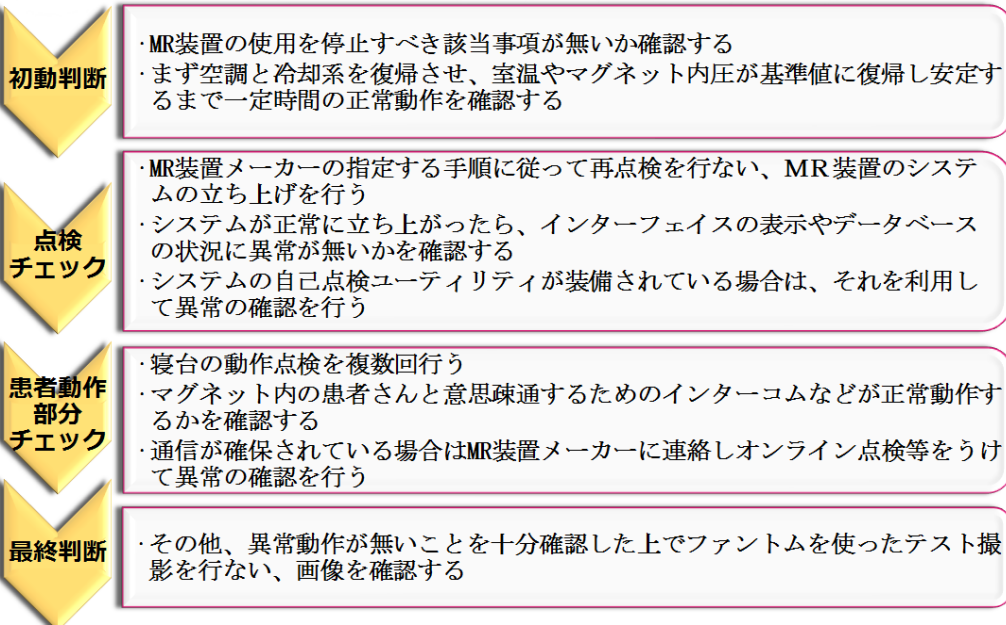 初動判断
・MR装置の使用を停止すべき該当事項が無いか確認する
・まず空調と冷却系を復帰させ、室温やマグネット内圧が基準値に復帰し安定す
るまで一定時間の正常動作を確認する
点検
チェック
・MR装置メーカーの指定する手順に従って再点検を行ない、ＭＲ装置のシステ
ムの立ち上げを行う
・システムが正常に立ち上がったら、インターフェイスの表示やデータベース
の状況に異常が無いかを確認する
・システムの自己点検ユーティリティが装備されている場合は、それを利用し
て異常の確認を行う
患者動作
部分
チェック
・寝台の動作点検を複数回行う
・マグネット内の患者さんと意思疎通するためのインターコムなどが正常動作す
るかを確認する
・通信が確保されている場合はMR装置メーカーに連絡しオンライン点検等をうけ
て異常の確認を行う
最終判断
・その他、異常動作が無いことを十分確認した上でファントムを使ったテスト撮
影を行ない、画像を確認する